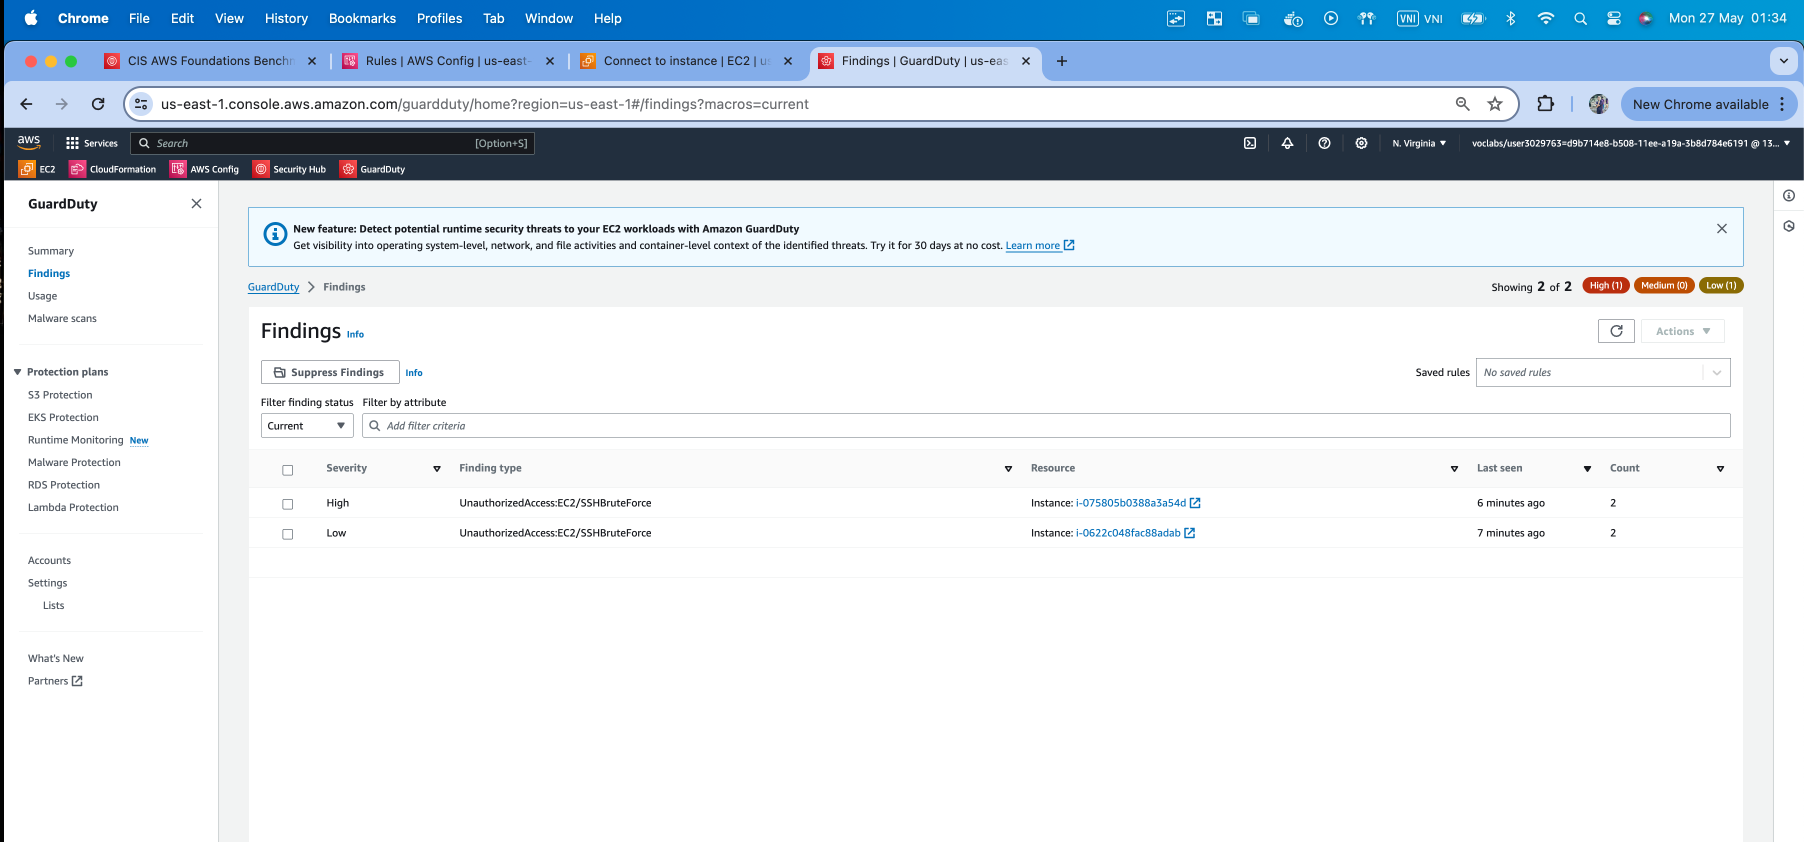 Chrome File Edit View History Bookmarks Profiles Tab Window Help VNI VNI Mon 27 May 01:34
CIS AWS Foundations Benchm Rules | AWS Config | us-east- Connect to instance | EC2 | us Findings | GuardDuty | us-eas
us-east-1.console.aws.amazon.com/guardduty/home?region=us-east-1#/findings?macros=current New Chrome available
aws Services Search [Option+S] N. Virginia voclabs/user3029763=d9b714e8-b508-11ee-a19a-3b8d784e6191 @ 13...
EC2 CloudFormation AWS Config Security Hub GuardDuty
GuardDuty
Summary
Findings
Usage
Malware scans
Protection plans
S3 Protection
EKS Protection
Runtime Monitoring New
Malware Protection
RDS Protection
Lambda Protection
Accounts
Settings
Lists
What's New
Partners
New feature: Detect potential runtime security threats to your EC2 workloads with Amazon GuardDuty
Get visibility into operating system-level, network, and file activities and container-level context of the identified threats. Try it for 30 days at no cost. Learn more
GuardDuty Findings
Showing 2 of 2 High (1) Medium (0) Low (1)
Findings Info
Actions
Suppress Findings Info
Saved rules No saved rules
Filter finding status Filter by attribute
Current Add filter criteria
Severity Finding type Resource Last seen Count
High UnauthorizedAccess:EC2/SSHBruteForce Instance: i-075805b0388a3a54d 6 minutes ago 2
Low UnauthorizedAccess:EC2/SSHBruteForce Instance: i-0622c048fac88adab 7 minutes ago 2